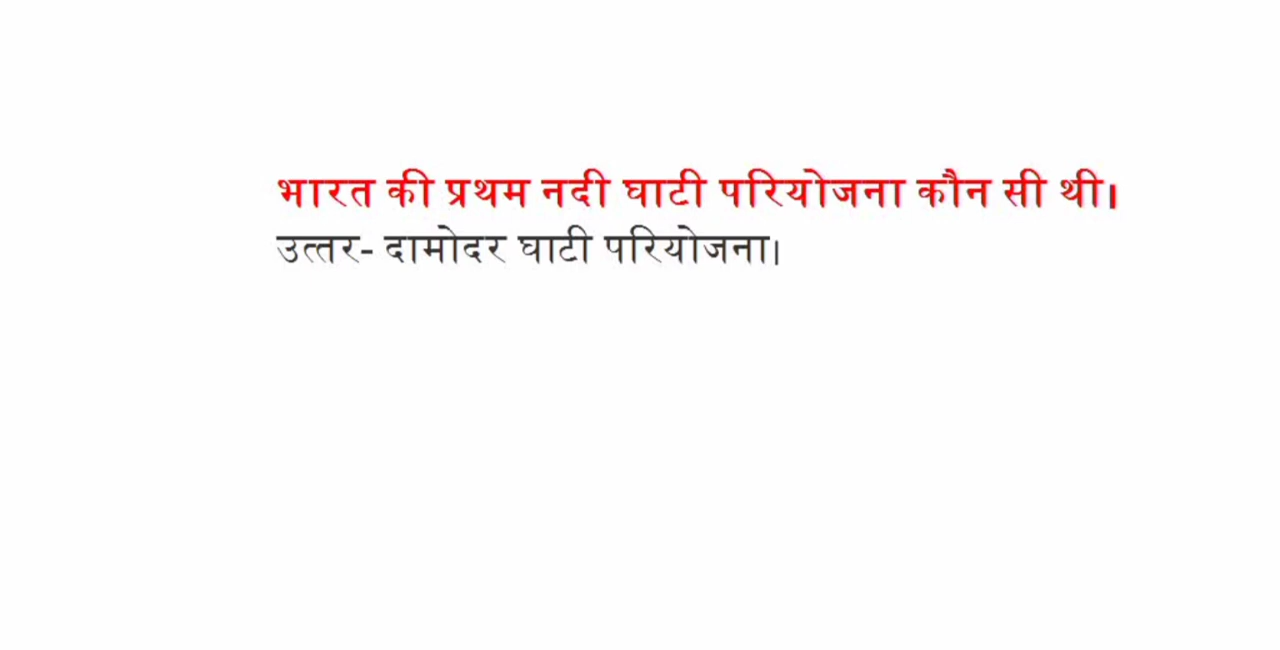 भारत की प्रथम नदी घाटी परियोजना कौन सी थी।
उत्तर- दामोदर घाटी परियोजना।